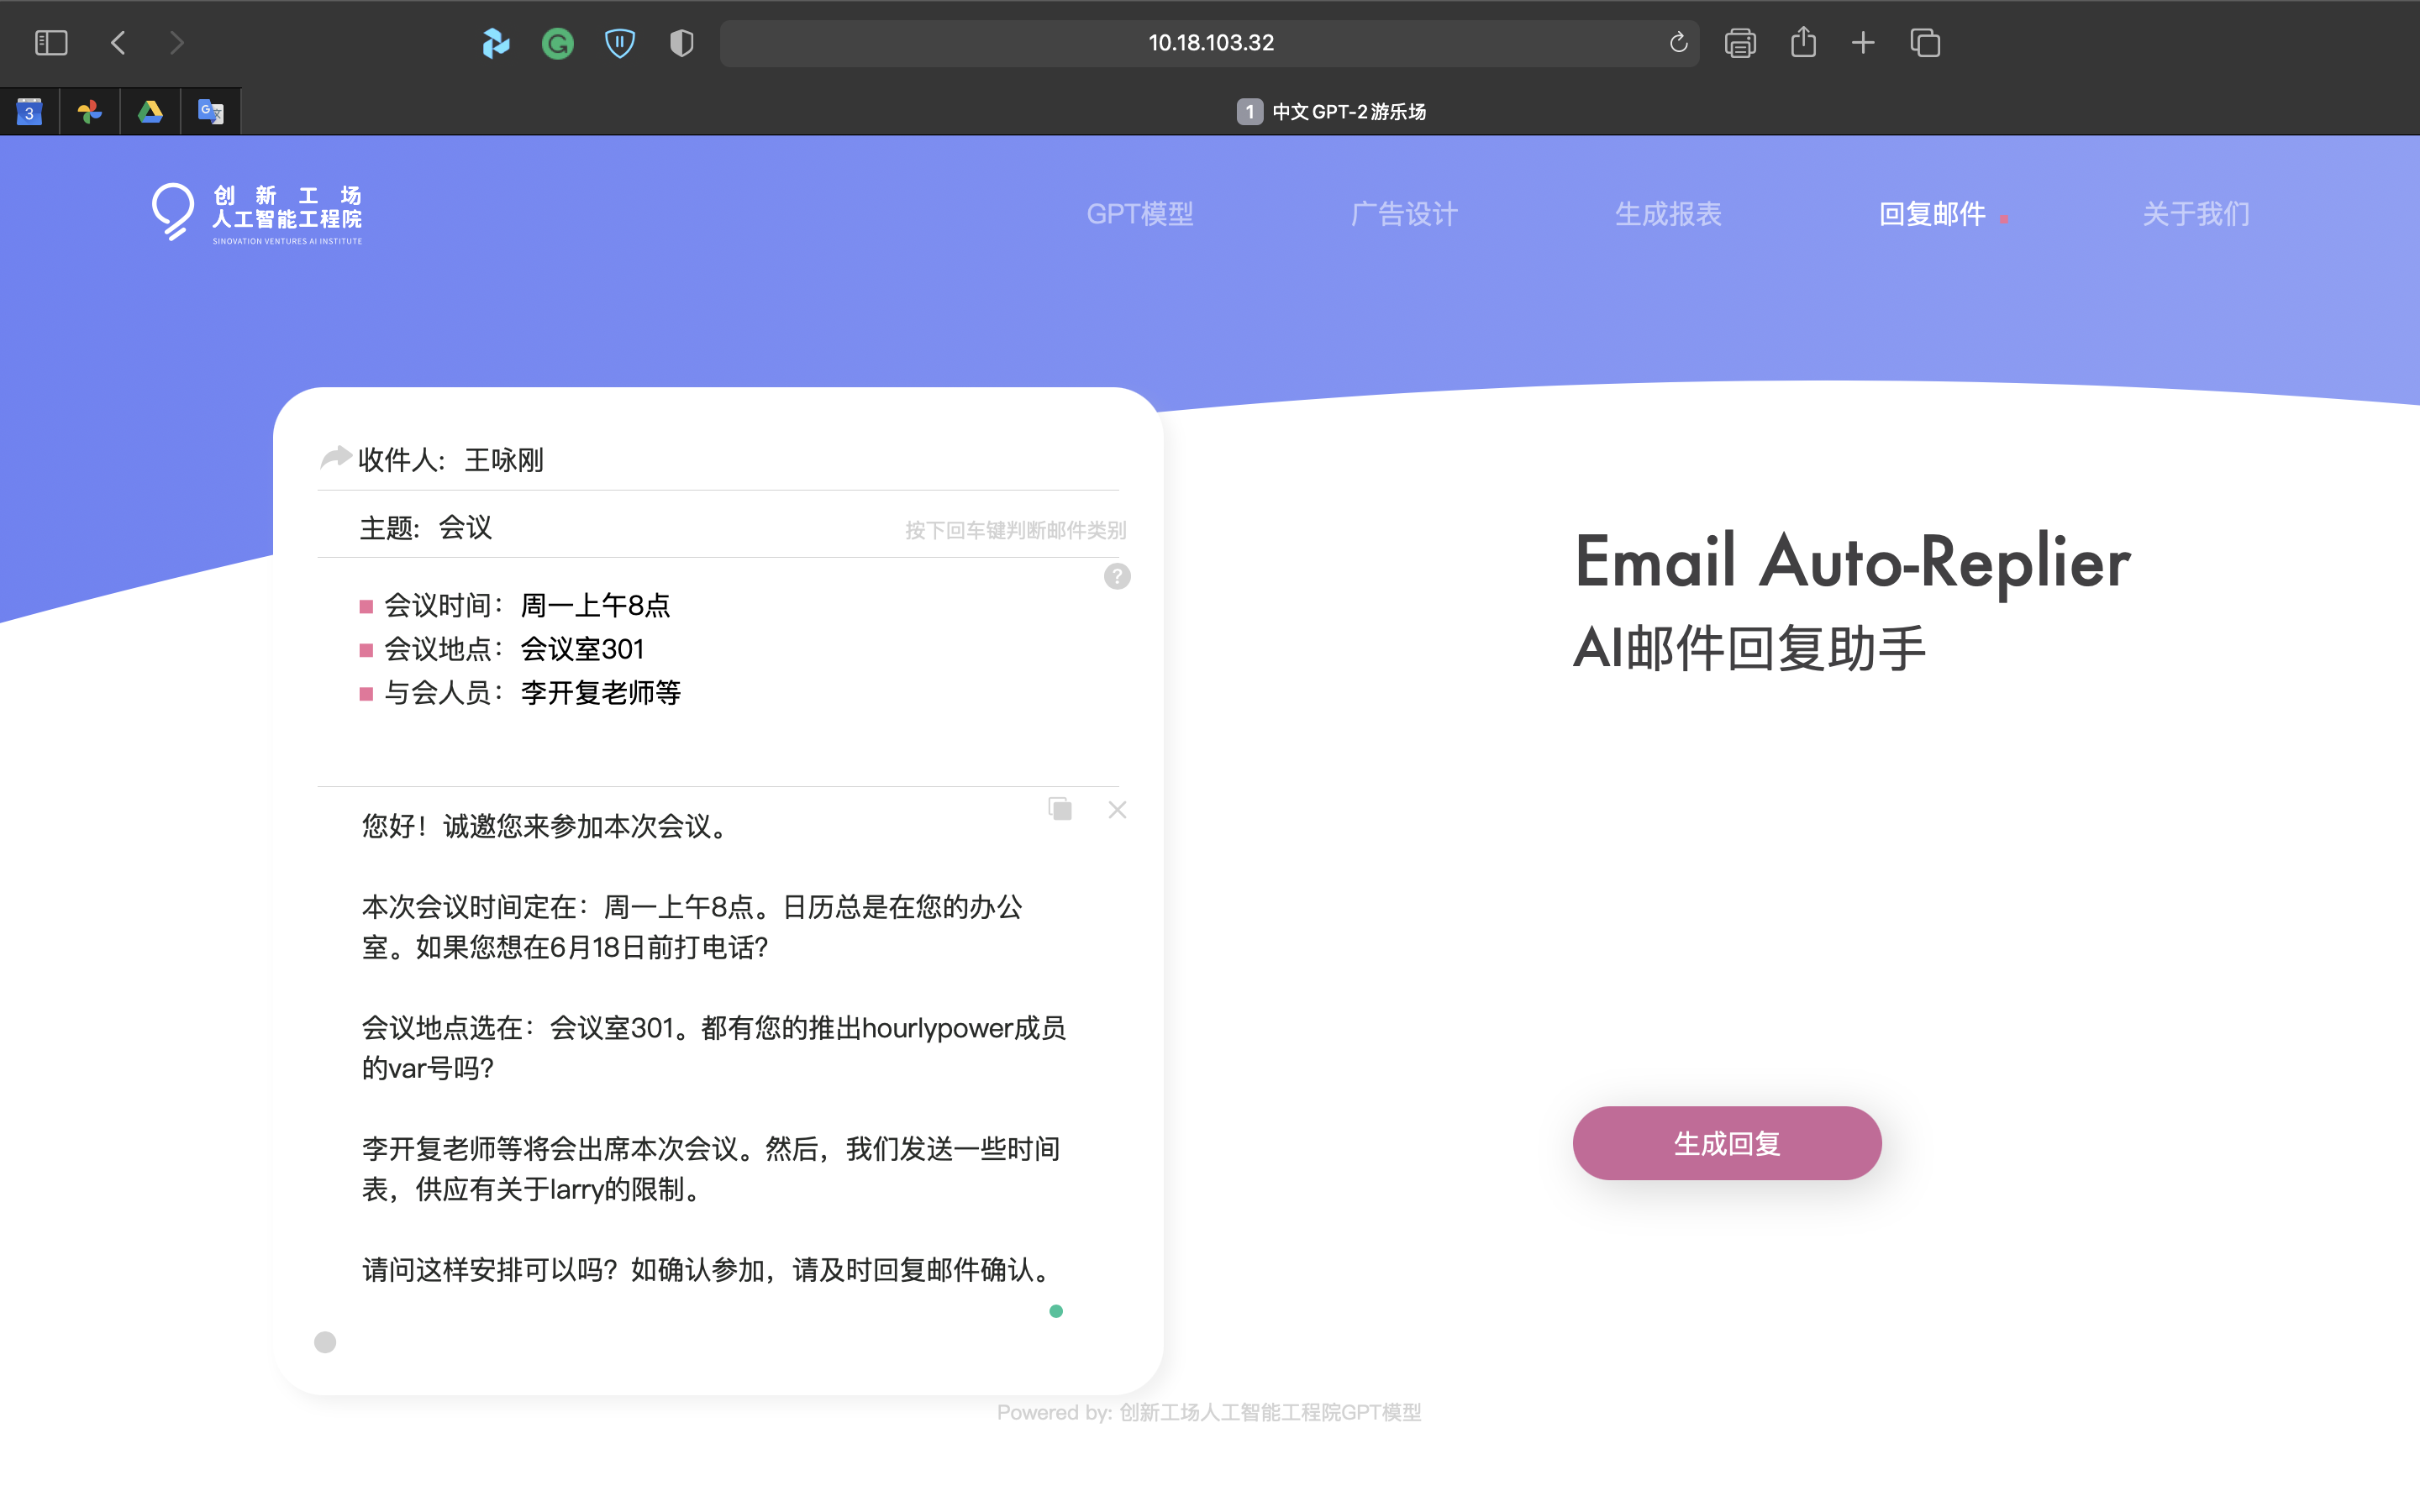 10.18.103.32
3
G文
1 中文GPT-2游乐场
创新工场
人工智能工程院
SINOVATION VENTURES AI INSTITUTE
GPT模型
广告设计
生成报表
回复邮件
关于我们
收件人: 王咏刚
主题: 会议
按下回车键判断邮件类别
?
会议时间：周一上午8点
会议地点：会议室301
与会人员：李开复老师等
Email Auto-Replier
AI邮件回复助手
您好！诚邀您来参加本次会议。
本次会议时间定在：周一上午8点。日历总是在您的办公
室。如果您想在6月18日前打电话?
会议地点选在：会议室301。都有您的推出hourlypower成员
的var号吗?
李开复老师等将会出席本次会议。然后，我们发送一些时间
表，供应有关于larry的限制。
请问这样安排可以吗？如确认参加，请及时回复邮件确认。
生成回复
Powered by: 创新工场人工智能工程院GPT模型